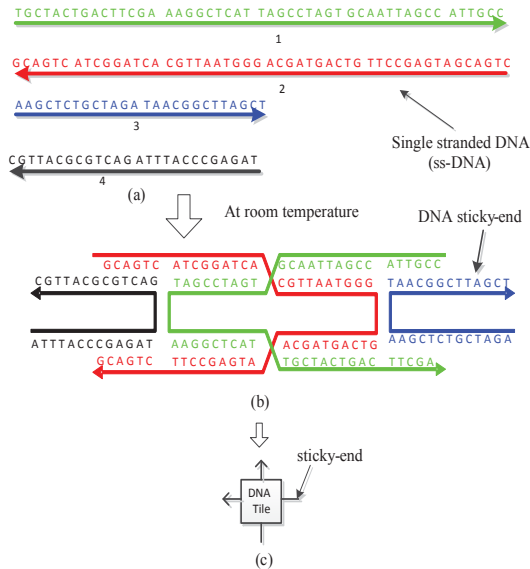 TGCTACTGACTTCGA AAGGCTCAT TAGCCTAGT GCAATTAGCC ATTGCC
1
GCAGTC ATCGGATCA CGTTAATGGG ACGATGACTG TTCCGAGTAGCAGTC
2
AAGCTCTGCTAGA TAACGGCTTAGCT
3
Single stranded DNA
(ss-DNA)
CGTTACGCGTCAG ATTTACCCGAGAT
4
(a)
At room temperature
DNA sticky-end
GCAGTC ATCGGATCA GCAATTAGCC ATTGCC
CGTTACGCGTCAG TAGCCTAGT CGTTAATGGG TAACGGCTTAGCT
ATTTACCCGAGAT AAGGCTCAT ACGATGACTG AAGCTCTGCTAGA
GCAGTC TTCCGAGTA TGCTACTGAC TTCGA
(b)
sticky-end
DNA
Tile
(c)